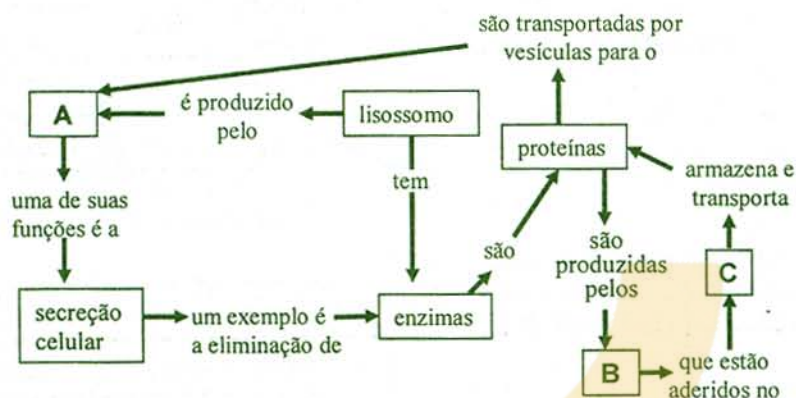 são transportadas por
vesículas para o
A
é produzido
pelo
lisossomo
proteínas
armazena e
transporta
uma de suas
funções é a
tem
são
são
produzidas
pelos
C
secreção
celular
um exemplo é
a eliminação de
enzimas
B
que estão
aderidos no